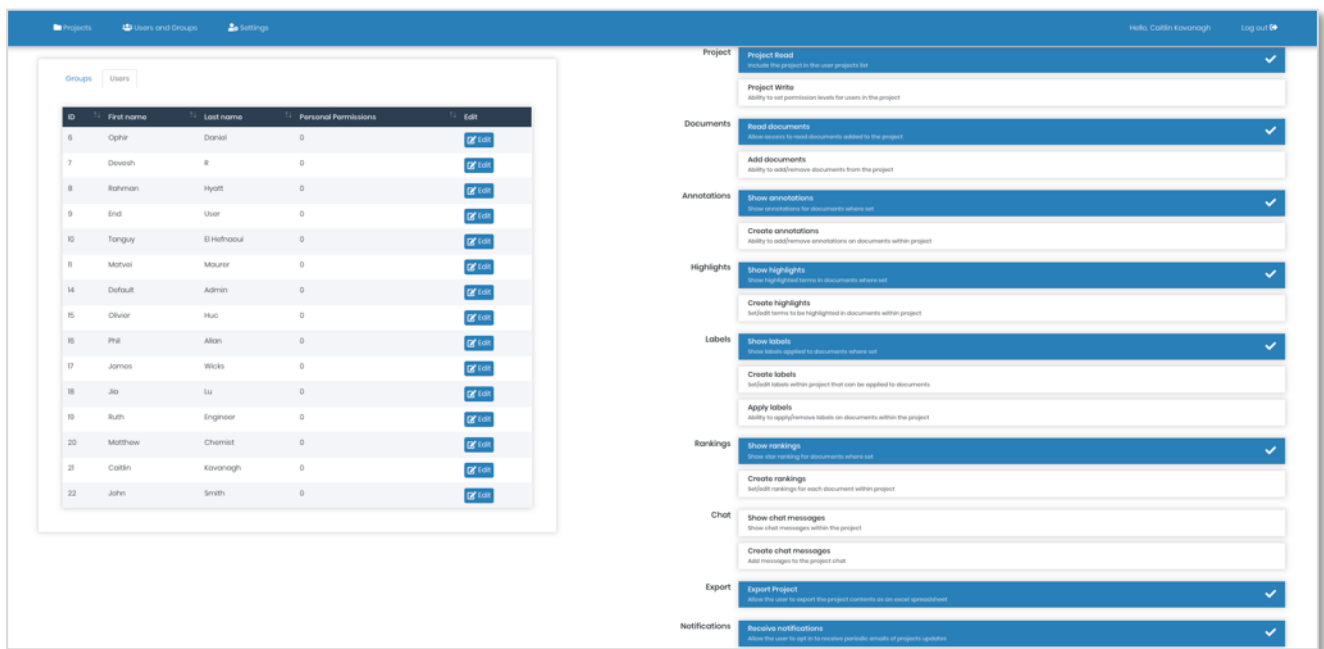 Projects Users and Groups Settings Hello, Caitlin Kavanagh Log out
Groups Users
ID First name Last name Personal Permissions Edit
6 Ophir Daniel 0 Edit
7 Devesh R 0 Edit
8 Rahman Hyatt 0 Edit
9 End User 0 Edit
10 Tanguy El Hefnaoui 0 Edit
11 Matvei Maurer 0 Edit
14 Default Admin 0 Edit
15 Olivier Huc 0 Edit
16 Phil Allan 0 Edit
17 James Wicks 0 Edit
18 Jia Lu 0 Edit
19 Ruth Engineer 0 Edit
20 Matthew Chemist 0 Edit
21 Caitlin Kavanagh 0 Edit
22 John Smith 0 Edit
Project
Project Read
Include the project in the user projects list
Project Write
Ability to set permission levels for users in the project
Documents
Read documents
Allow access to read documents added to the project
Add documents
Ability to add/remove documents from the project
Annotations
Show annotations
Show annotations for documents where set
Create annotations
Ability to add/remove annotations on documents within project
Highlights
Show highlights
Show highlighted terms in documents where set
Create highlights
Set/edit terms to be highlighted in documents within project
Labels
Show labels
Show labels applied to documents where set
Create labels
Set/edit labels within project that can be applied to documents
Apply labels
Ability to apply/remove labels on documents within the project
Rankings
Show rankings
Show star ranking for documents where set
Create rankings
Set/edit rankings for each document within project
Chat
Show chat messages
Show chat messages within the project
Create chat messages
Add messages to the project chat
Export
Export Project
Allow the user to export the project contents as an excel spreadsheet
Notifications
Receive notifications
Allow the user to opt in to receive periodic emails of projects updates